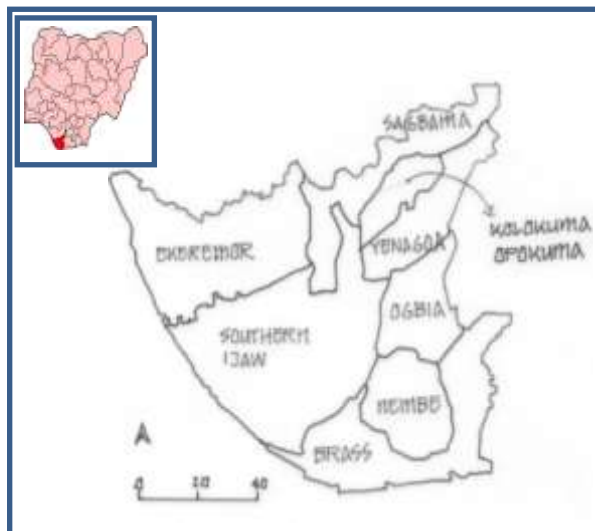 SAGBAMA
EKEREMOR
YENAGOA
KOLOKUMA
OPOKUMA
OGBIA
SOUTHERN
IJAW
NEMBE
BRASS
A
0 20 40